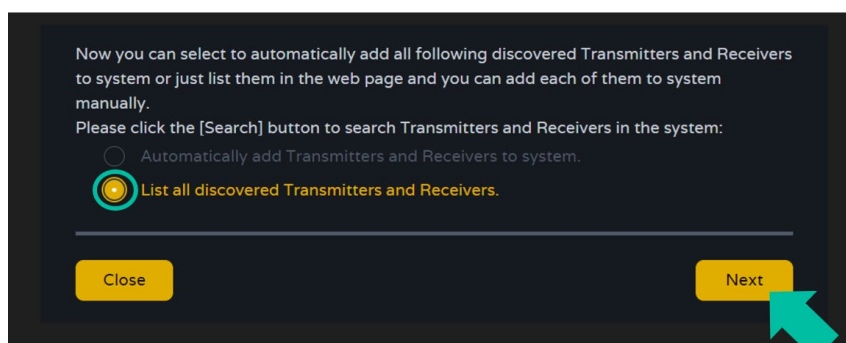 Now you can select to automatically add all following discovered Transmitters and Receivers
to system or just list them in the web page and you can add each of them to system
manually.
Please click the [Search] button to search Transmitters and Receivers in the system:
Automatically add Transmitters and Receivers to system.
List all discovered Transmitters and Receivers.
Close
Next